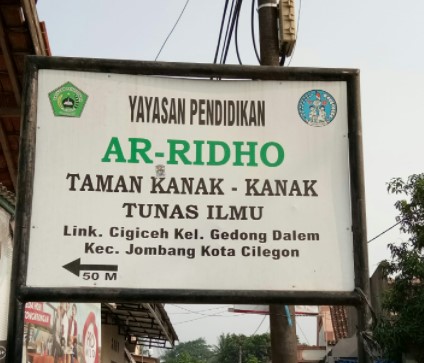 YAYASAN PENDIDIKAN
AR-RIDHO
TAMAN KANAK - KANAK
TUNAS ILMU
Link. Cigiceh Kel. Gedong Dalem
Kec. Jombang Kota Cilegon
50 M